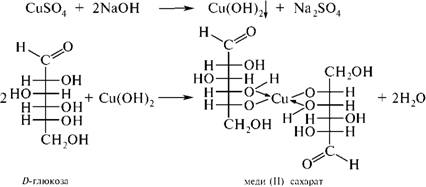 CuSO₄ + 2NaOH → Cu(OH)₂↓ + Na₂SO₄
H C O
H OH
HO H
2 H OH + Cu(OH)₂ →
H OH
CH₂OH
H C O
H OH
HO H H
H O Cu O H
H O O H
CH₂OH
CH₂OH
H
H OH
HO H
O C H
+ 2H₂O
D-глюкоза
меди (II) сахарат